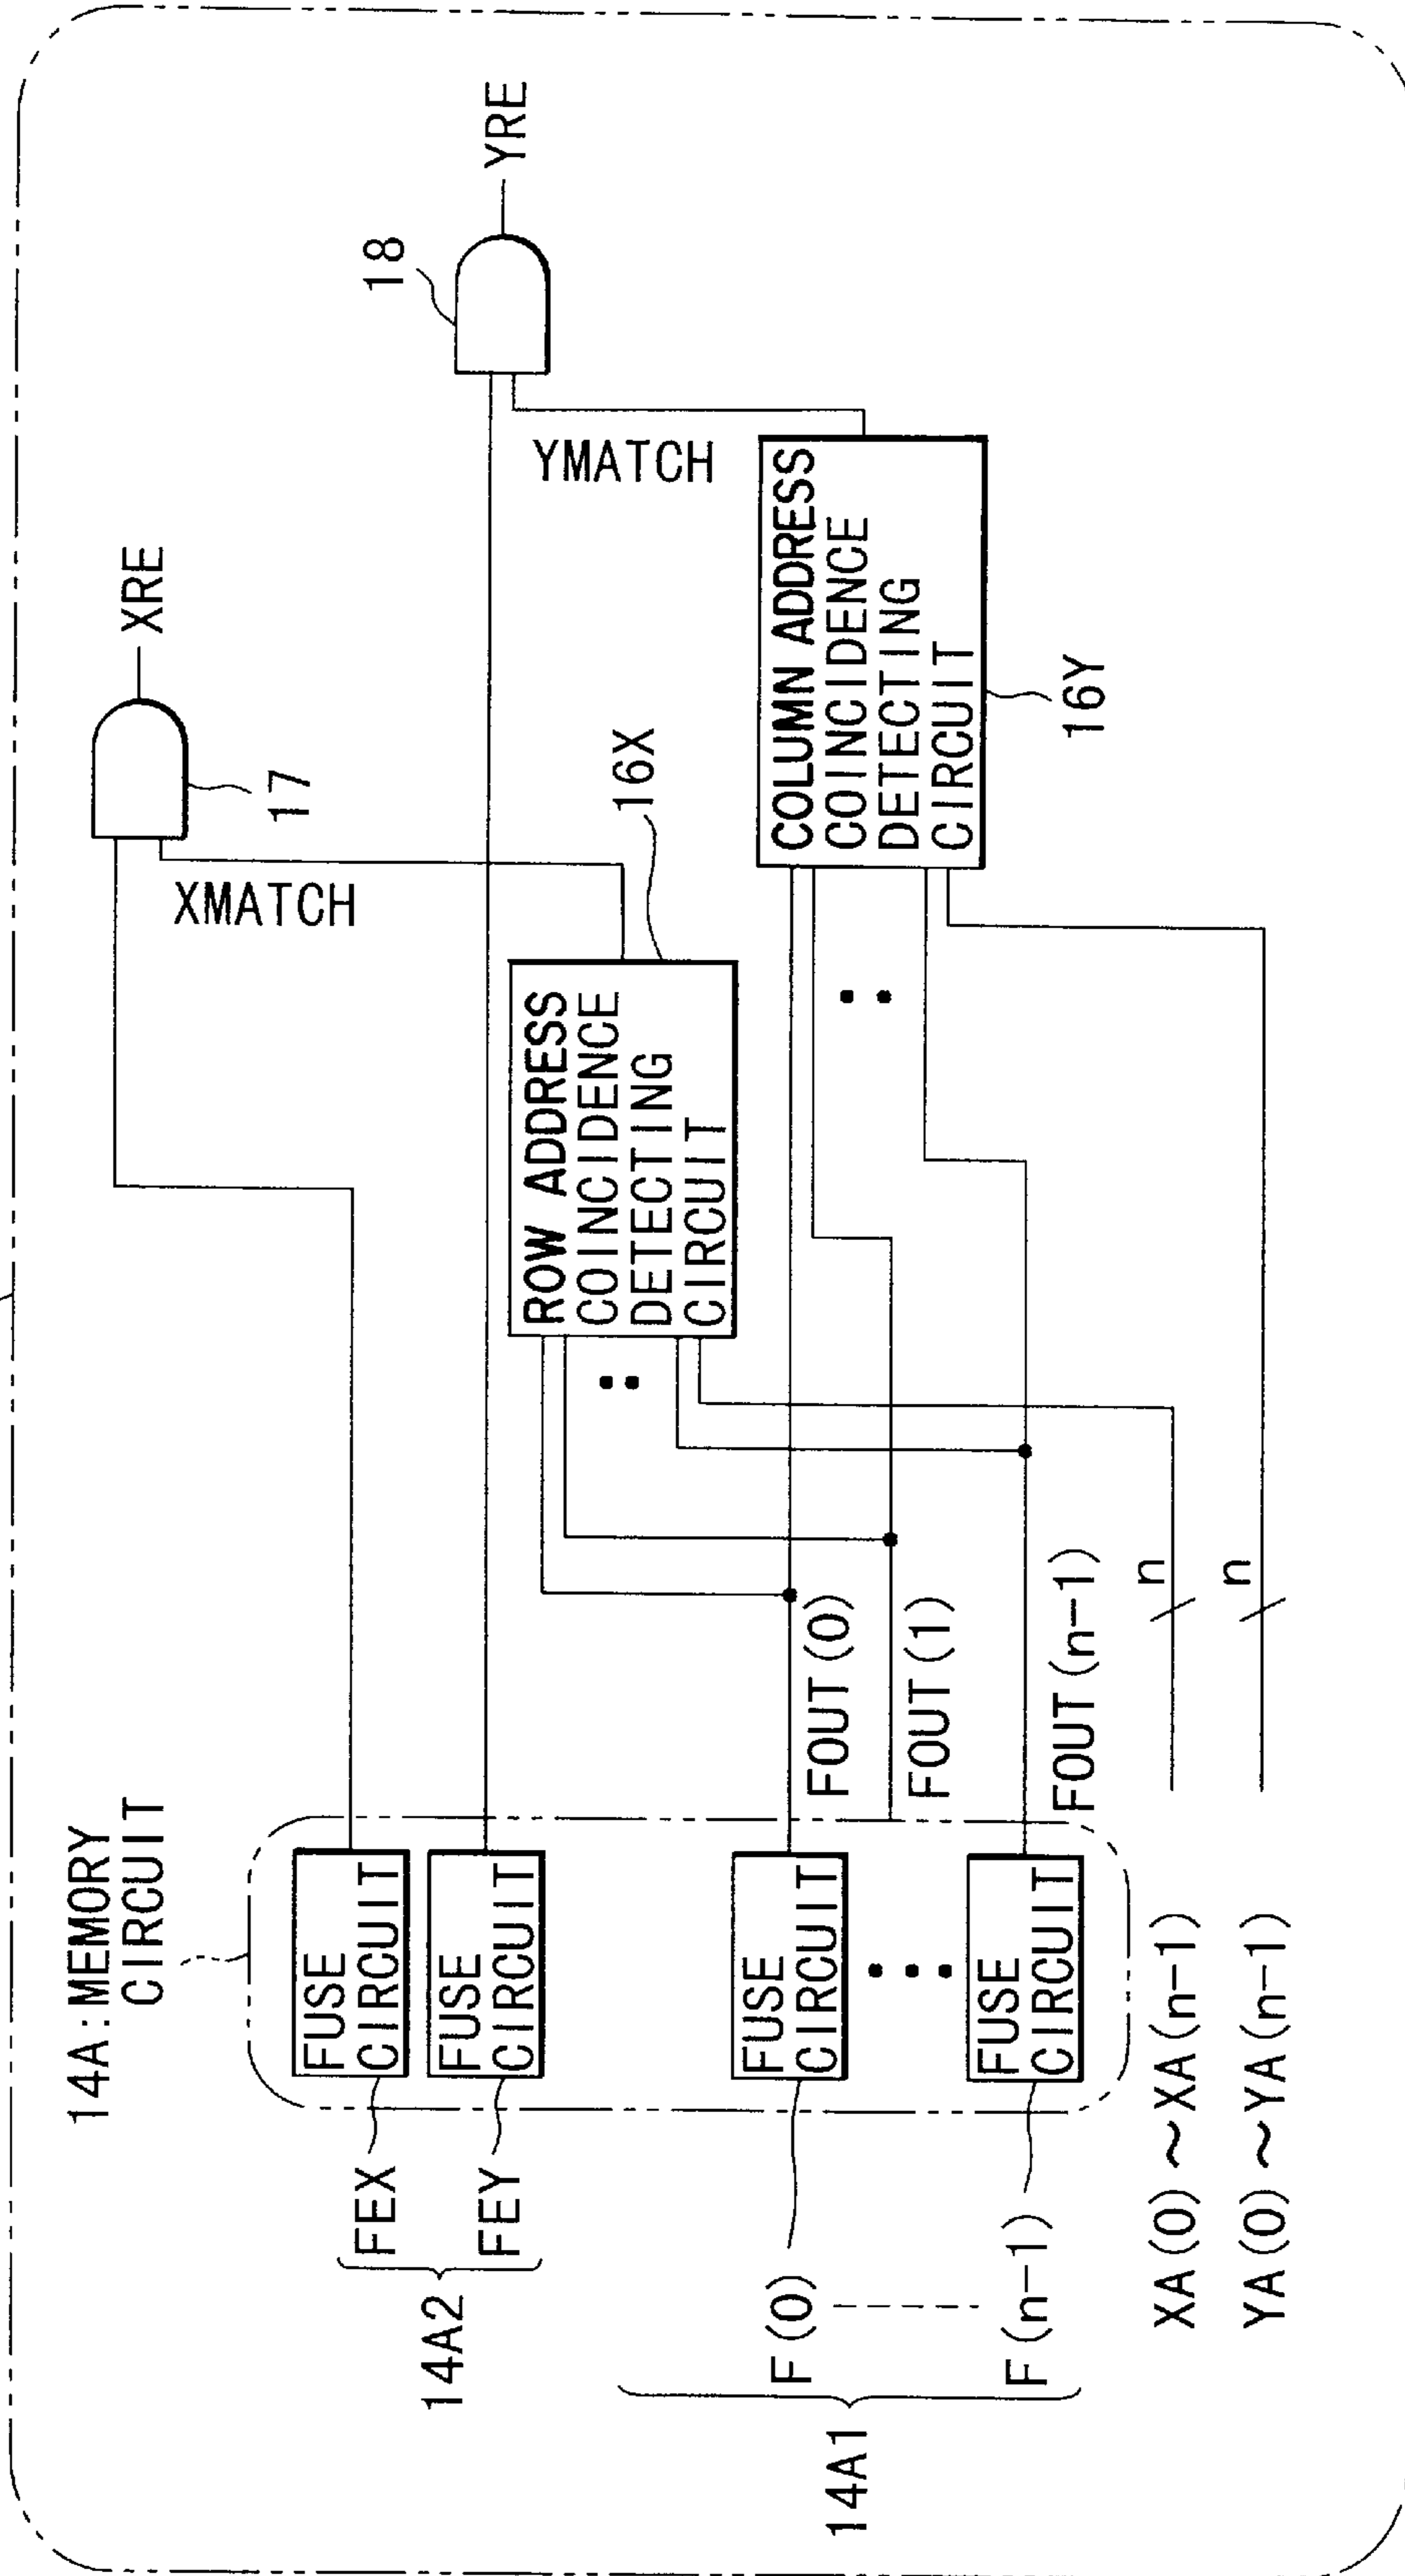 14A:MEMORY
CIRCUIT
XRE
17
XMATCH
18
YRE
YMATCH
FEX
FUSE
CIRCUIT
FEY
FUSE
CIRCUIT
14A2
16X
ROW ADDRESS
COINCIDENCE
DETECTING
CIRCUIT
COLUMN ADDRESS
COINCIDENCE
DETECTING
CIRCUIT
16Y
F(0)
FUSE
CIRCUIT
FOUT(0)
FOUT(1)
14A1
F(n-1)
FUSE
CIRCUIT
FOUT(n-1)
XA(0)~XA(n-1)
n
YA(0)~YA(n-1)
n